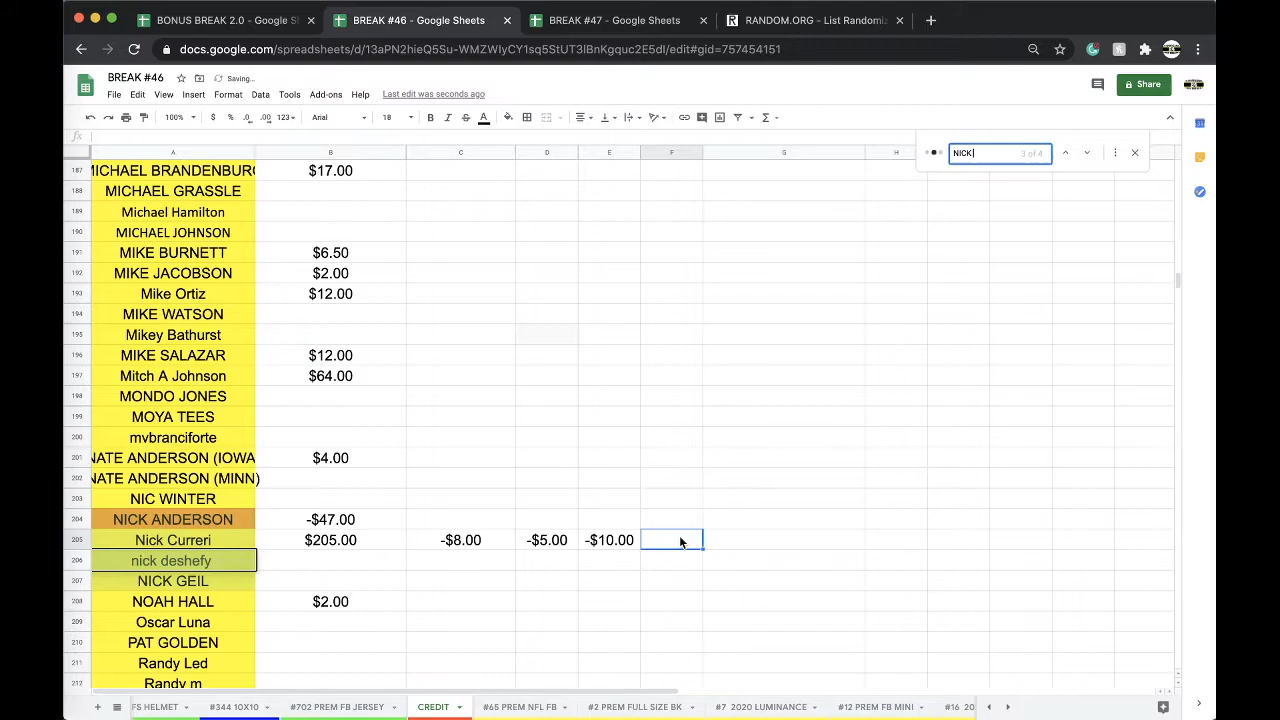 BONUS BREAK 2.0 - Google S
BREAK #46 - Google Sheets
BREAK #47 - Google Sheets
RANDOM.ORG - List Randomiz
docs.google.com/spreadsheets/d/13aPN2hieQ5Su-WMZWIyCY1sq5StUT3lBnKgquc2E5dI/edit#gid=757454151
BREAK #46
Saving...
File Edit View Insert Format Data Tools Add-ons Help Last edit was seconds ago
Share
100% $ % .0 .00 123 Arial 18 B I S A
fx
NICK 3 of 4
A B C D E F G H
187 MICHAEL BRANDENBURG $17.00
188 MICHAEL GRASSLE
189 Michael Hamilton
190 MICHAEL JOHNSON
191 MIKE BURNETT $6.50
192 MIKE JACOBSON $2.00
193 Mike Ortiz $12.00
194 MIKE WATSON
195 Mikey Bathurst
196 MIKE SALAZAR $12.00
197 Mitch A Johnson $64.00
198 MONDO JONES
199 MOYA TEES
200 mvbranciforte
201 NATE ANDERSON (IOWA $4.00
202 NATE ANDERSON (MINN)
203 NIC WINTER
204 NICK ANDERSON -$47.00
205 Nick Curreri $205.00 -$8.00 -$5.00 -$10.00
206 nick deshefy
207 NICK GEIL
208 NOAH HALL $2.00
209 Oscar Luna
210 PAT GOLDEN
211 Randy Led
212 Randy m
FS HELMET #344 10X10 #702 PREM FB JERSEY CREDIT #65 PREM NFL FB #2 PREM FULL SIZE BK #7 2020 LUMINANCE #12 PREM FB MINI #16 20